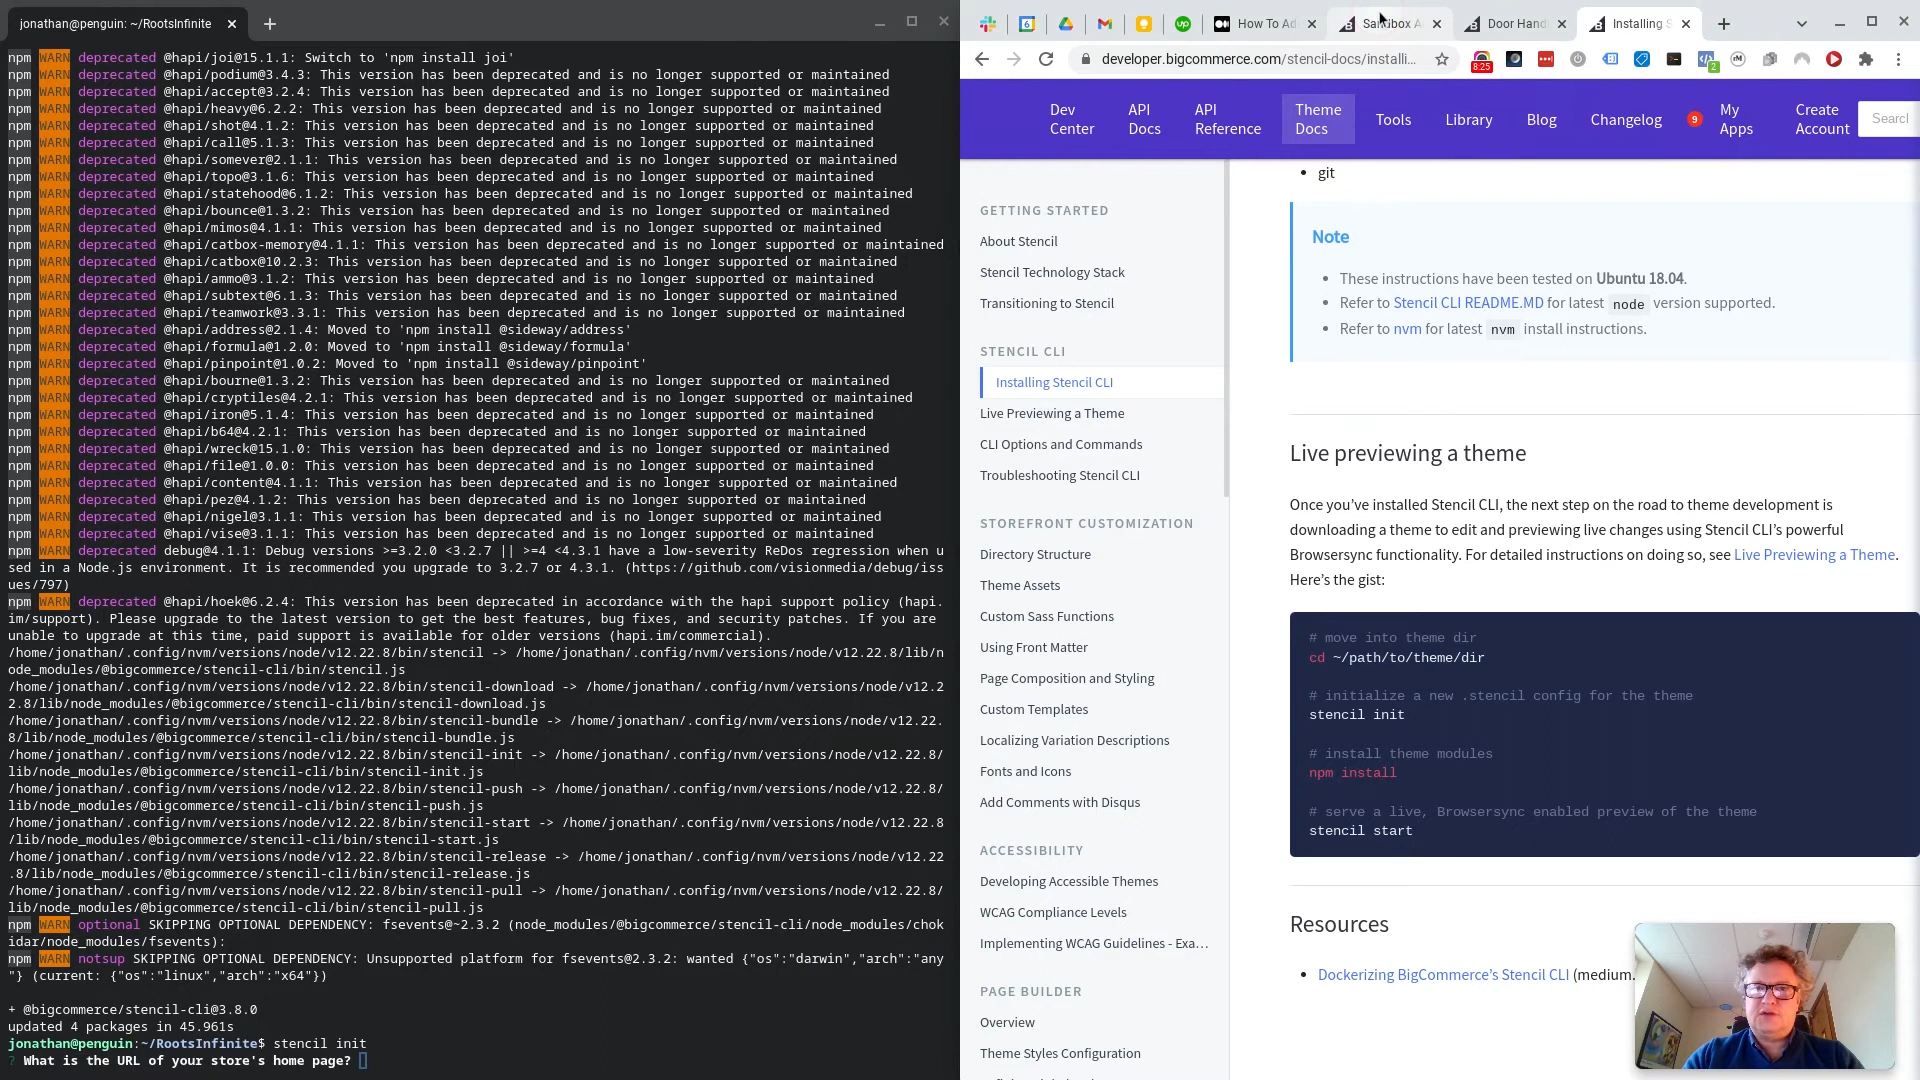 jonathan@penguin: ~/RootsInfinite
npm WARN deprecated @hapi/joi@15.1.1: Switch to 'npm install joi'
npm WARN deprecated @hapi/podium@3.4.3: This version has been deprecated and is no longer supported or maintained
npm WARN deprecated @hapi/accept@3.2.4: This version has been deprecated and is no longer supported or maintained
npm WARN deprecated @hapi/heavy@6.2.2: This version has been deprecated and is no longer supported or maintained
npm WARN deprecated @hapi/shot@4.1.2: This version has been deprecated and is no longer supported or maintained
npm WARN deprecated @hapi/call@5.1.3: This version has been deprecated and is no longer supported or maintained
npm WARN deprecated @hapi/somever@2.1.1: This version has been deprecated and is no longer supported or maintained
npm WARN deprecated @hapi/topo@3.1.6: This version has been deprecated and is no longer supported or maintained
npm WARN deprecated @hapi/statehood@6.1.2: This version has been deprecated and is no longer supported or maintained
npm WARN deprecated @hapi/bounce@1.3.2: This version has been deprecated and is no longer supported or maintained
npm WARN deprecated @hapi/mimos@4.1.1: This version has been deprecated and is no longer supported or maintained
npm WARN deprecated @hapi/catbox-memory@4.1.1: This version has been deprecated and is no longer supported or maintained
npm WARN deprecated @hapi/catbox@10.2.3: This version has been deprecated and is no longer supported or maintained
npm WARN deprecated @hapi/ammo@3.1.2: This version has been deprecated and is no longer supported or maintained
npm WARN deprecated @hapi/subtext@6.1.3: This version has been deprecated and is no longer supported or maintained
npm WARN deprecated @hapi/teamwork@3.3.1: This version has been deprecated and is no longer supported or maintained
npm WARN deprecated @hapi/address@2.1.4: Moved to 'npm install @sideway/address'
npm WARN deprecated @hapi/formula@1.2.0: Moved to 'npm install @sideway/formula'
npm WARN deprecated @hapi/pinpoint@1.0.2: Moved to 'npm install @sideway/pinpoint'
npm WARN deprecated @hapi/bourne@1.3.2: This version has been deprecated and is no longer supported or maintained
npm WARN deprecated @hapi/cryptiles@4.2.1: This version has been deprecated and is no longer supported or maintained
npm WARN deprecated @hapi/iron@5.1.4: This version has been deprecated and is no longer supported or maintained
npm WARN deprecated @hapi/b64@4.2.1: This version has been deprecated and is no longer supported or maintained
npm WARN deprecated @hapi/wreck@15.1.0: This version has been deprecated and is no longer supported or maintained
npm WARN deprecated @hapi/file@1.0.0: This version has been deprecated and is no longer supported or maintained
npm WARN deprecated @hapi/content@4.1.1: This version has been deprecated and is no longer supported or maintained
npm WARN deprecated @hapi/pez@4.1.2: This version has been deprecated and is no longer supported or maintained
npm WARN deprecated @hapi/nigel@3.1.1: This version has been deprecated and is no longer supported or maintained
npm WARN deprecated @hapi/vise@3.1.1: This version has been deprecated and is no longer supported or maintained
npm WARN deprecated debug@4.1.1: Debug versions >=3.2.0 <3.2.7 || >=4 <4.3.1 have a low-severity ReDos regression when u
sed in a Node.js environment. It is recommended you upgrade to 3.2.7 or 4.3.1. (https://github.com/visionmedia/debug/iss
ues/797)
npm WARN deprecated @hapi/hoek@6.2.4: This version has been deprecated in accordance with the hapi support policy (hapi.
im/support). Please upgrade to the latest version to get the best features, bug fixes, and security patches. If you are
unable to upgrade at this time, paid support is available for older versions (hapi.im/commercial).
/home/jonathan/.config/nvm/versions/node/v12.22.8/bin/stencil -> /home/jonathan/.config/nvm/versions/node/v12.22.8/lib/n
ode_modules/@bigcommerce/stencil-cli/bin/stencil.js
/home/jonathan/.config/nvm/versions/node/v12.22.8/bin/stencil-download -> /home/jonathan/.config/nvm/versions/node/v12.2
2.8/lib/node_modules/@bigcommerce/stencil-cli/bin/stencil-download.js
/home/jonathan/.config/nvm/versions/node/v12.22.8/bin/stencil-bundle -> /home/jonathan/.config/nvm/versions/node/v12.22.
8/lib/node_modules/@bigcommerce/stencil-cli/bin/stencil-bundle.js
/home/jonathan/.config/nvm/versions/node/v12.22.8/bin/stencil-init -> /home/jonathan/.config/nvm/versions/node/v12.22.8/
lib/node_modules/@bigcommerce/stencil-cli/bin/stencil-init.js
/home/jonathan/.config/nvm/versions/node/v12.22.8/bin/stencil-push -> /home/jonathan/.config/nvm/versions/node/v12.22.8/
lib/node_modules/@bigcommerce/stencil-cli/bin/stencil-push.js
/home/jonathan/.config/nvm/versions/node/v12.22.8/bin/stencil-start -> /home/jonathan/.config/nvm/versions/node/v12.22.8
/lib/node_modules/@bigcommerce/stencil-cli/bin/stencil-start.js
/home/jonathan/.config/nvm/versions/node/v12.22.8/bin/stencil-release -> /home/jonathan/.config/nvm/versions/node/v12.22
.8/lib/node_modules/@bigcommerce/stencil-cli/bin/stencil-release.js
/home/jonathan/.config/nvm/versions/node/v12.22.8/bin/stencil-pull -> /home/jonathan/.config/nvm/versions/node/v12.22.8/
lib/node_modules/@bigcommerce/stencil-cli/bin/stencil-pull.js
npm WARN optional SKIPPING OPTIONAL DEPENDENCY: fsevents@~2.3.2 (node_modules/@bigcommerce/stencil-cli/node_modules/chok
idar/node_modules/fsevents):
npm WARN notsup SKIPPING OPTIONAL DEPENDENCY: Unsupported platform for fsevents@2.3.2: wanted {"os":"darwin","arch":"any
"} (current: {"os":"linux","arch":"x64"})
+ @bigcommerce/stencil-cli@3.8.0
updated 4 packages in 45.961s
jonathan@penguin:~/RootsInfinite$ stencil init
? What is the URL of your store's home page?
How To Ad
Sandbox A
Door Hand
Installing S
developer.bigcommerce.com/stencil-docs/installi...
8:25
2
Dev Center
API Docs
API Reference
Theme Docs
Tools
Library
Blog
Changelog
9
My Apps
Create Account
Searcl
GETTING STARTED
About Stencil
Stencil Technology Stack
Transitioning to Stencil
STENCIL CLI
Installing Stencil CLI
Live Previewing a Theme
CLI Options and Commands
Troubleshooting Stencil CLI
STOREFRONT CUSTOMIZATION
Directory Structure
Theme Assets
Custom Sass Functions
Using Front Matter
Page Composition and Styling
Custom Templates
Localizing Variation Descriptions
Fonts and Icons
Add Comments with Disqus
ACCESSIBILITY
Developing Accessible Themes
WCAG Compliance Levels
Implementing WCAG Guidelines - Exa...
PAGE BUILDER
Overview
Theme Styles Configuration
• git
Note
• These instructions have been tested on Ubuntu 18.04.
• Refer to Stencil CLI README.MD for latest node version supported.
• Refer to nvm for latest nvm install instructions.
Live previewing a theme
Once you've installed Stencil CLI, the next step on the road to theme development is
downloading a theme to edit and previewing live changes using Stencil CLI's powerful
Browsersync functionality. For detailed instructions on doing so, see Live Previewing a Theme.
Here's the gist:
# move into theme dir
cd ~/path/to/theme/dir
# initialize a new .stencil config for the theme
stencil init
# install theme modules
npm install
# serve a live, Browsersync enabled preview of the theme
stencil start
Resources
• Dockerizing BigCommerce's Stencil CLI (medium.